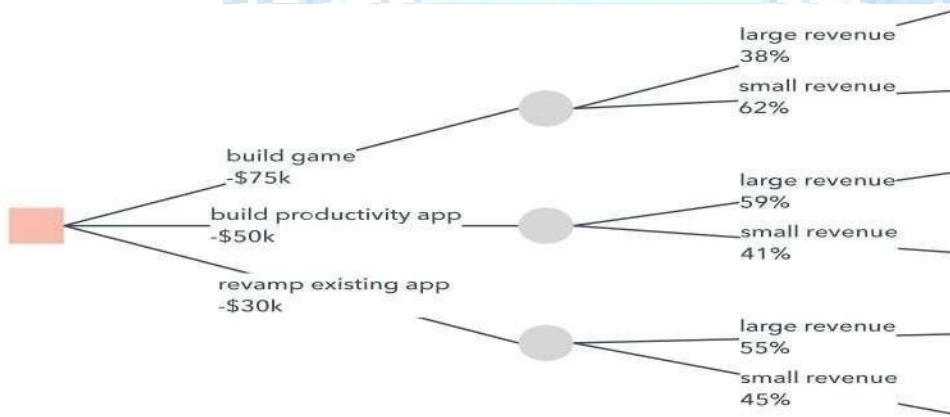 large revenue
38%
small revenue
62%
build game
-$75k
large revenue
59%
build productivity app
-$50k
small revenue
41%
revamp existing app
-$30k
large revenue
55%
small revenue
45%